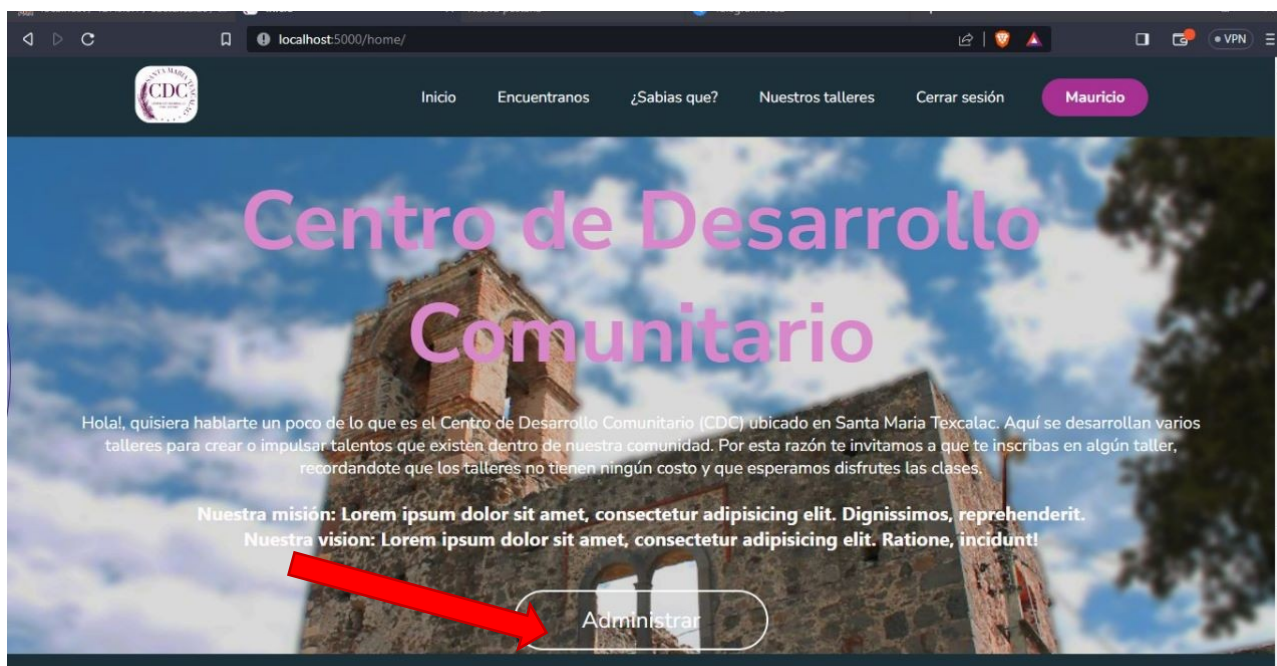 localhost:5000/home/
VPN
SANTA MARIA TEXCALAC
CDC
Inicio
Encuentranos
¿Sabias que?
Nuestros talleres
Cerrar sesión
Mauricio
Centro de Desarrollo
Comunitario
Hola!, quisiera hablarte un poco de lo que es el Centro de Desarrollo Comunitario (CDC) ubicado en Santa Maria Texcalac. Aquí se desarrollan varios
talleres para crear o impulsar talentos que existen dentro de nuestra comunidad. Por esta razón te invitamos a que te inscribas en algún taller,
recordandote que los talleres no tienen ningún costo y que esperamos disfrutes las clases.
Nuestra misión: Lorem ipsum dolor sit amet, consectetur adipisicing elit. Dignissimos, reprehenderit.
Nuestra vision: Lorem ipsum dolor sit amet, consectetur adipisicing elit. Ratione, incidunt!
Administrar